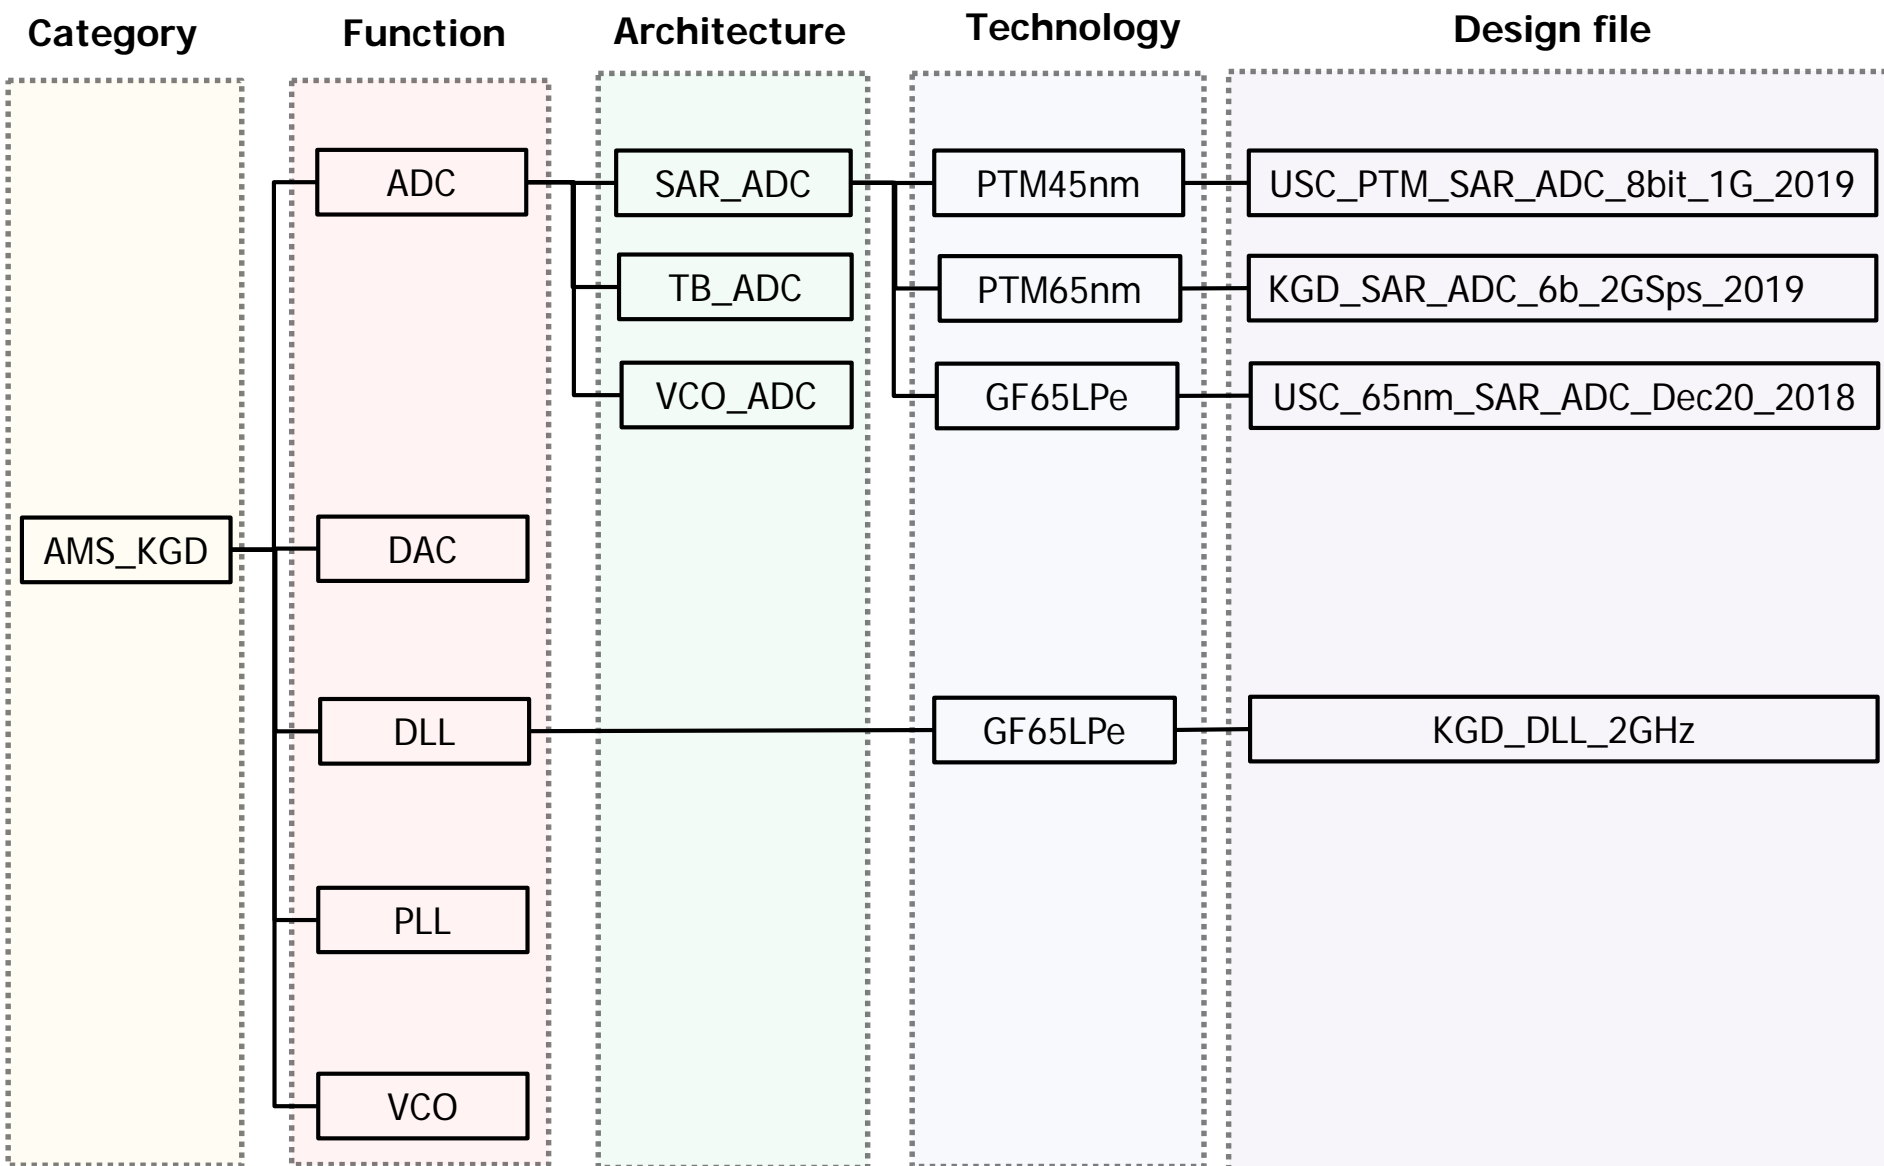 Category
Function
Architecture
Technology
Design file
ADC
SAR_ADC
PTM45nm
USC_PTM_SAR_ADC_8bit_1G_2019
TB_ADC
PTM65nm
KGD_SAR_ADC_6b_2GSps_2019
VCO_ADC
GF65LPe
USC_65nm_SAR_ADC_Dec20_2018
AMS_KGD
DAC
DLL
GF65LPe
KGD_DLL_2GHz
PLL
VCO